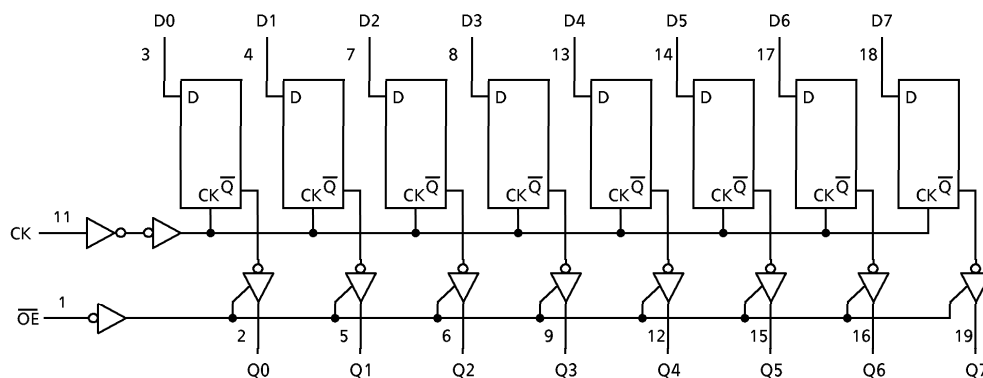 D0 D1 D2 D3 D4 D5 D6 D7
3 4 7 8 13 14 17 18
D D D D D D D D
CK Q̅ CK Q̅ CK Q̅ CK Q̅ CK Q̅ CK Q̅ CK Q̅ CK Q̅
CK 11
O̅E̅ 1
2 5 6 9 12 15 16 19
Q0 Q1 Q2 Q3 Q4 Q5 Q6 Q7